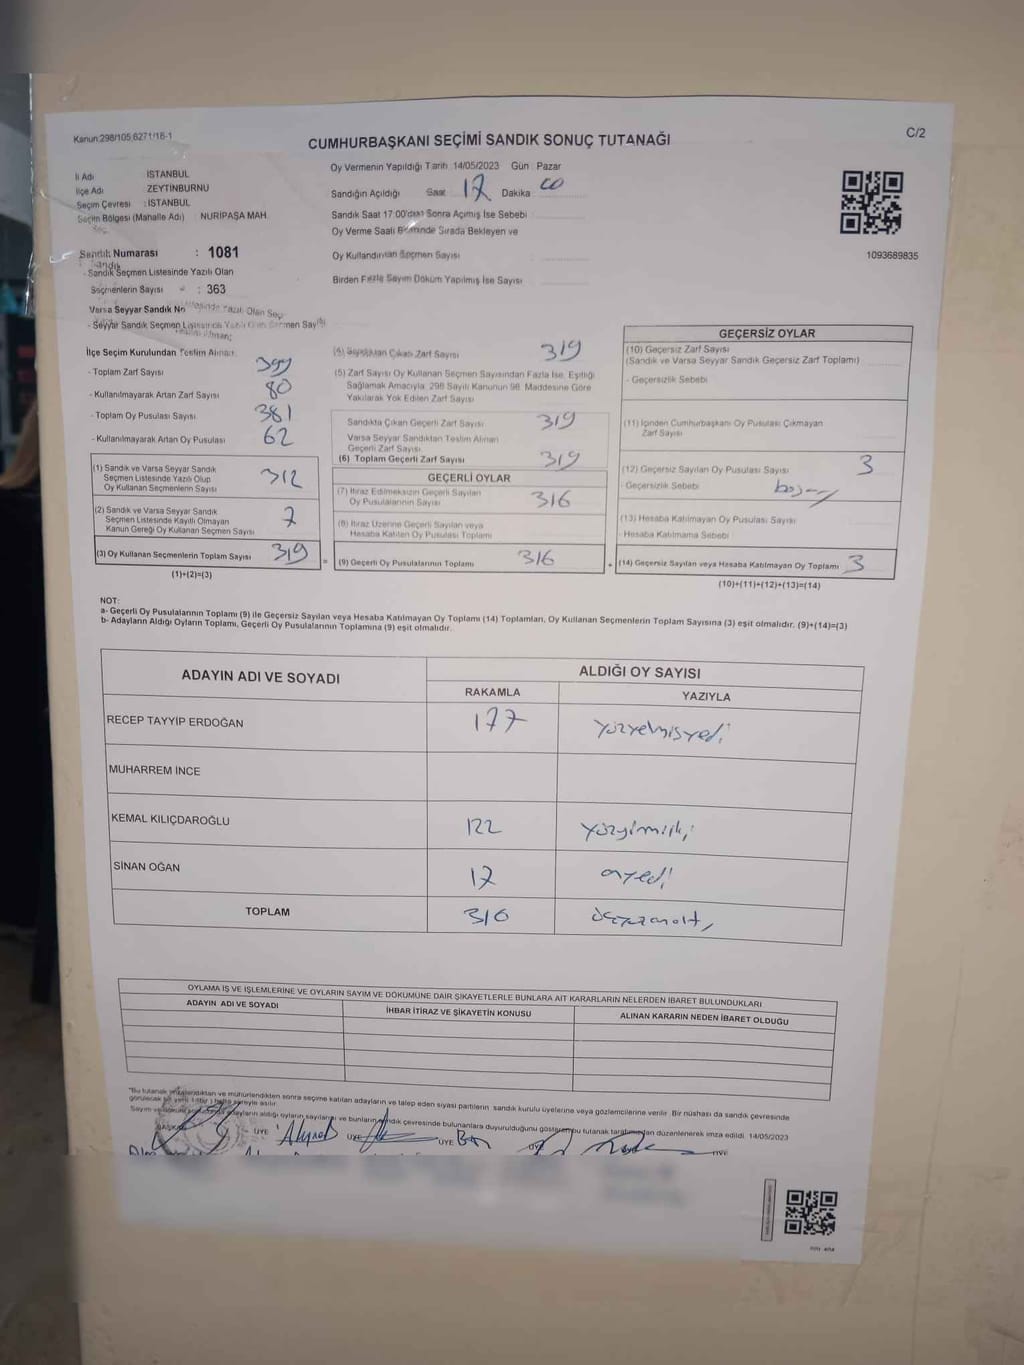 Kanun:298/105,6271/16-1
C/2
CUMHURBAŞKANI SEÇİMİ SANDIK SONUÇ TUTANAĞI
İl Adı İSTANBUL
İlçe Adı ZEYTİNBURNU
Seçim Çevresi : İSTANBUL
Seçim Bölgesi (Mahalle Adı) NURİPAŞA MAH.
Sandık Numarası : 1081
- Sandık Seçmen Listesinde Yazılı Olan
Seçmenlerin Sayısı : 363
Varsa Seyyar Sandık No
- Seyyar Sandık Seçmen Listesinde Yazılı Olan Seçmen Sayısı
Oy Vermenin Yapıldığı Tarih 14/05/2023 Gün Pazar
Sandığın Açıldığı Saat 17 Dakika 00
Sandık Saat 17:00'dan Sonra Açmış İse Sebebi
Oy Verme Saati Bitiminde Sırada Bekleyen ve
Oy Kullandırılan Seçmen Sayısı
Birden Fazla Sayım Döküm Yapılmış İse Sayısı
1093689835
İlçe Seçim Kurulundan Teslim Alınan
- Toplam Zarf Sayısı 399
- Kullanılmayarak Artan Zarf Sayısı 80
- Toplam Oy Pusulası Sayısı 381
- Kullanılmayarak Artan Oy Pusulası 62
(1) Sandık ve Varsa Seyyar Sandık
Seçmen Listesinde Yazılı Olup
Oy Kullanan Seçmenlerin Sayısı 312
(2) Sandık ve Varsa Seyyar Sandık
Seçmen Listesinde Kayıtlı Olmayan
Kanun Gereği Oy Kullanan Seçmen Sayısı 7
(3) Oy Kullanan Seçmenlerin Toplam Sayısı 319
(1)+(2)=(3)
(4) Sandıktan Çıkan Zarf Sayısı 319
(5) Zarf Sayısı Oy Kullanan Seçmen Sayısından Fazla İse, Eşitliği
Sağlamak Amacıyla, 298 Sayılı Kanunun 98. Maddesine Göre
Yakılarak Yok Edilen Zarf Sayısı
Sandıkta Çıkan Geçerli Zarf Sayısı 319
Varsa Seyyar Sandıktan Teslim Alınan
Geçerli Zarf Sayısı
(6) Toplam Geçerli Zarf Sayısı 319
GEÇERLİ OYLAR
(7) İtiraz Edilmeksizin Geçerli Sayılan
Oy Pusulalarının Sayısı 316
(8) İtiraz Üzerine Geçerli Sayılan veya
Hesaba Katılan Oy Pusulası Toplamı
= (9) Geçerli Oy Pusulalarının Toplamı 316
GEÇERSİZ OYLAR
(10) Geçersiz Zarf Sayısı
(Sandık ve Varsa Seyyar Sandık Geçersiz Zarf Toplamı)
- Geçersizlik Sebebi
(11) İçinden Cumhurbaşkanı Oy Pusulası Çıkmayan
Zarf Sayısı
(12) Geçersiz Sayılan Oy Pusulası Sayısı 3
- Geçersizlik Sebebi
(13) Hesaba Katılmayan Oy Pusulası Sayısı
- Hesaba Katılmama Sebebi
+ (14) Geçersiz Sayılan veya Hesaba Katılmayan Oy Toplamı 3
(10)+(11)+(12)+(13)=(14)
NOT:
a- Geçerli Oy Pusulalarının Toplamı (9) ile Geçersiz Sayılan veya Hesaba Katılmayan Oy Toplamı (14) Toplamları, Oy Kullanan Seçmenlerin Toplam Sayısına (3) eşit olmalıdır. (9)+(14)=(3)
b- Adayların Aldığı Oyların Toplamı, Geçerli Oy Pusulalarının Toplamına (9) eşit olmalıdır.
ADAYIN ADI VE SOYADI ALDIĞI OY SAYISI
RAKAMLA YAZIYLA
RECEP TAYYİP ERDOĞAN 177 yüzyetmişyedi
MUHARREM İNCE
KEMAL KILIÇDAROĞLU 122 yüzyirmiiki
SİNAN OĞAN 17 onyedi
TOPLAM 316 üçyüzonaltı
OYLAMA İŞ VE İŞLEMLERİNE VE OYLARIN SAYIM VE DÖKÜMÜNE DAİR ŞİKAYETLERLE BUNLARA AİT KARARLARIN NELERDEN İBARET BULUNDUKLARI
ADAYIN ADI VE SOYADI İHBAR İTİRAZ VE ŞİKAYETİN KONUSU ALINAN KARARIN NEDEN İBARET OLDUĞU
"Bu tutanak imzalandıktan ve mühürlendikten sonra seçime katılan adayların ve talep eden siyasi partilerin sandık kurulu üyelerine veya gözlemcilerine verilir. Bir nüshası da sandık çevresinde
görülecek bir yere 1 (bir) hafta süreyle asılır.
Sayım ve döküm sonucunda adayların aldığı oyların sayılarını ve bunların sandık çevresinde bulunanlara duyurulduğunu gösteren bu tutanak tarafımızdan düzenlenerek imza edildi. 14/05/2023
BAŞKAN ÜYE ÜYE ÜYE ÜYE ÜYE ÜYE